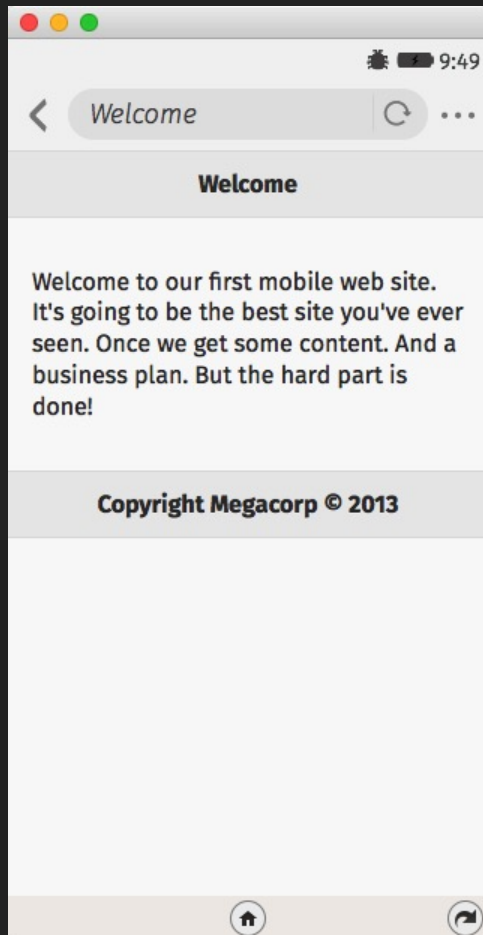 9:49
Welcome
Welcome
Welcome to our first mobile web site.
It's going to be the best site you've ever
seen. Once we get some content. And a
business plan. But the hard part is
done!
Copyright Megacorp © 2013